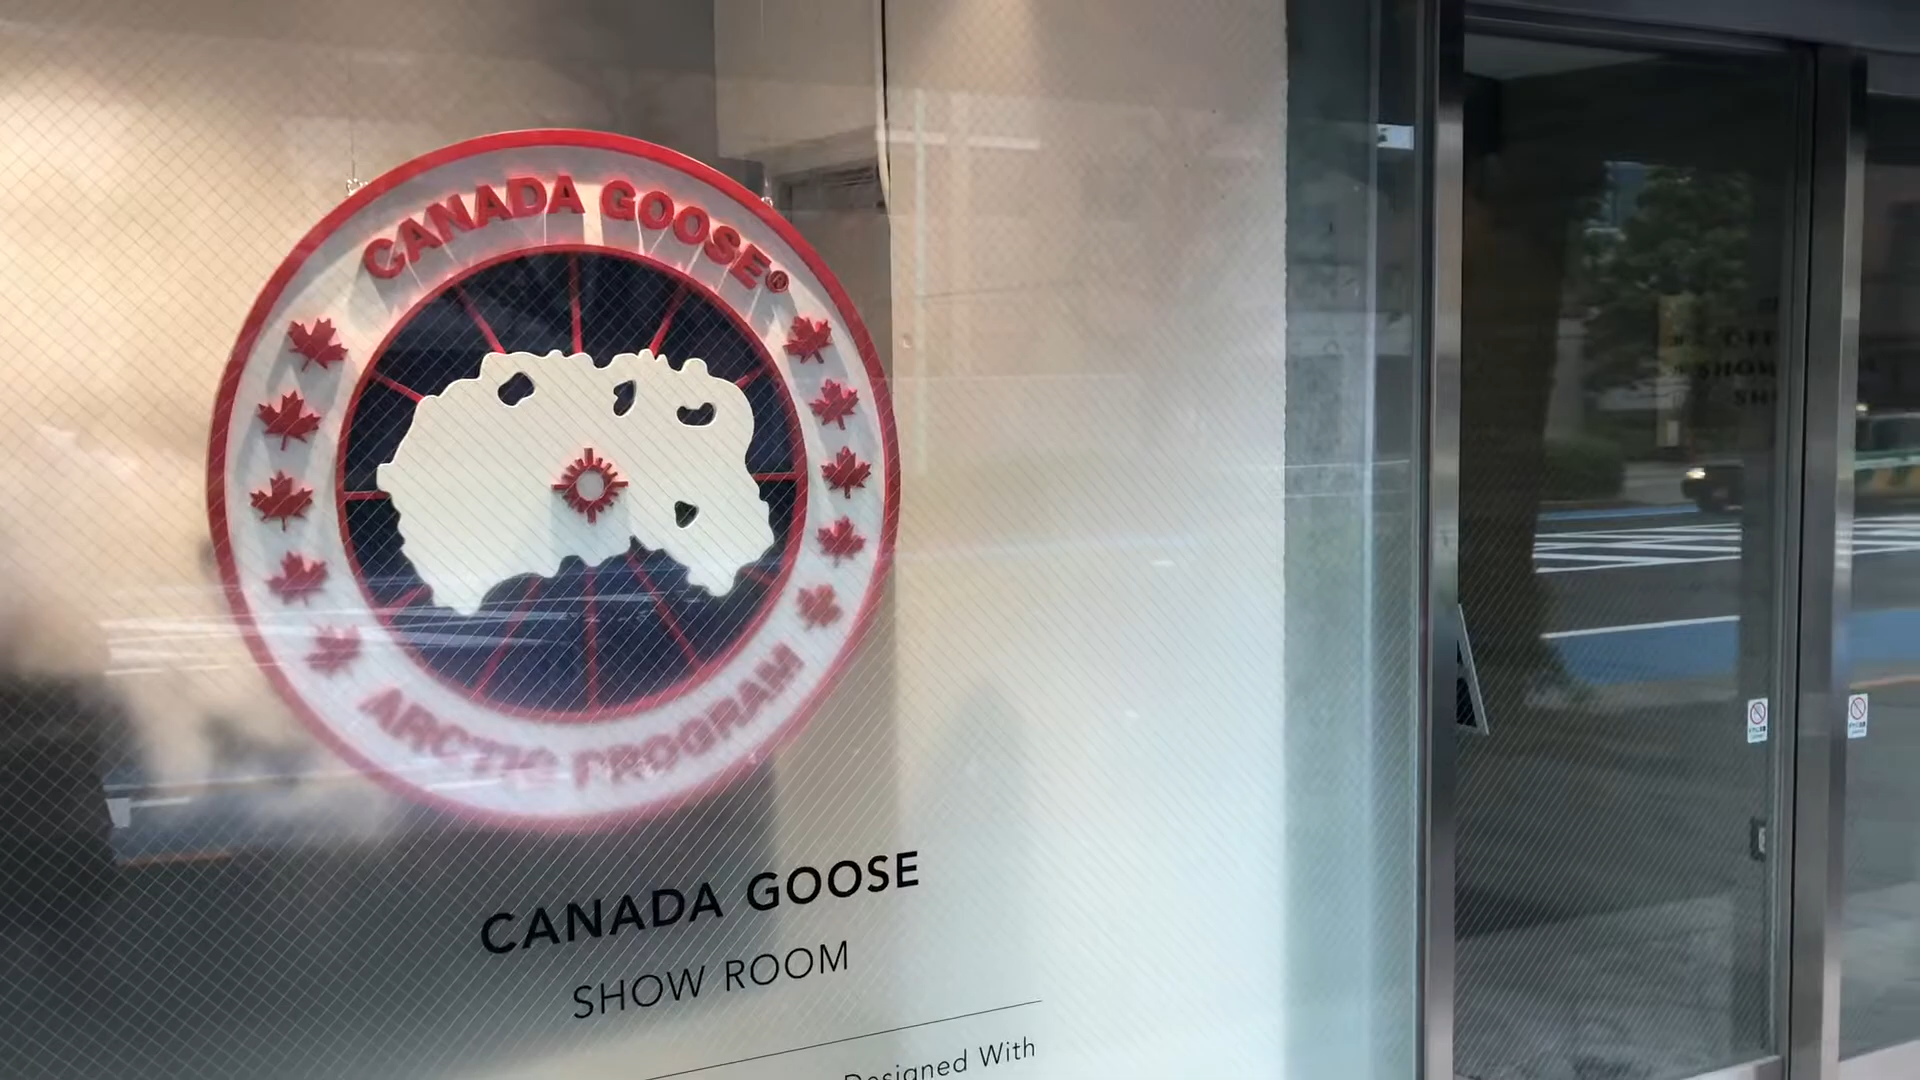 CANADA GOOSE®
ARCTIC PROGRAM
CANADA GOOSE
SHOW ROOM
Designed With